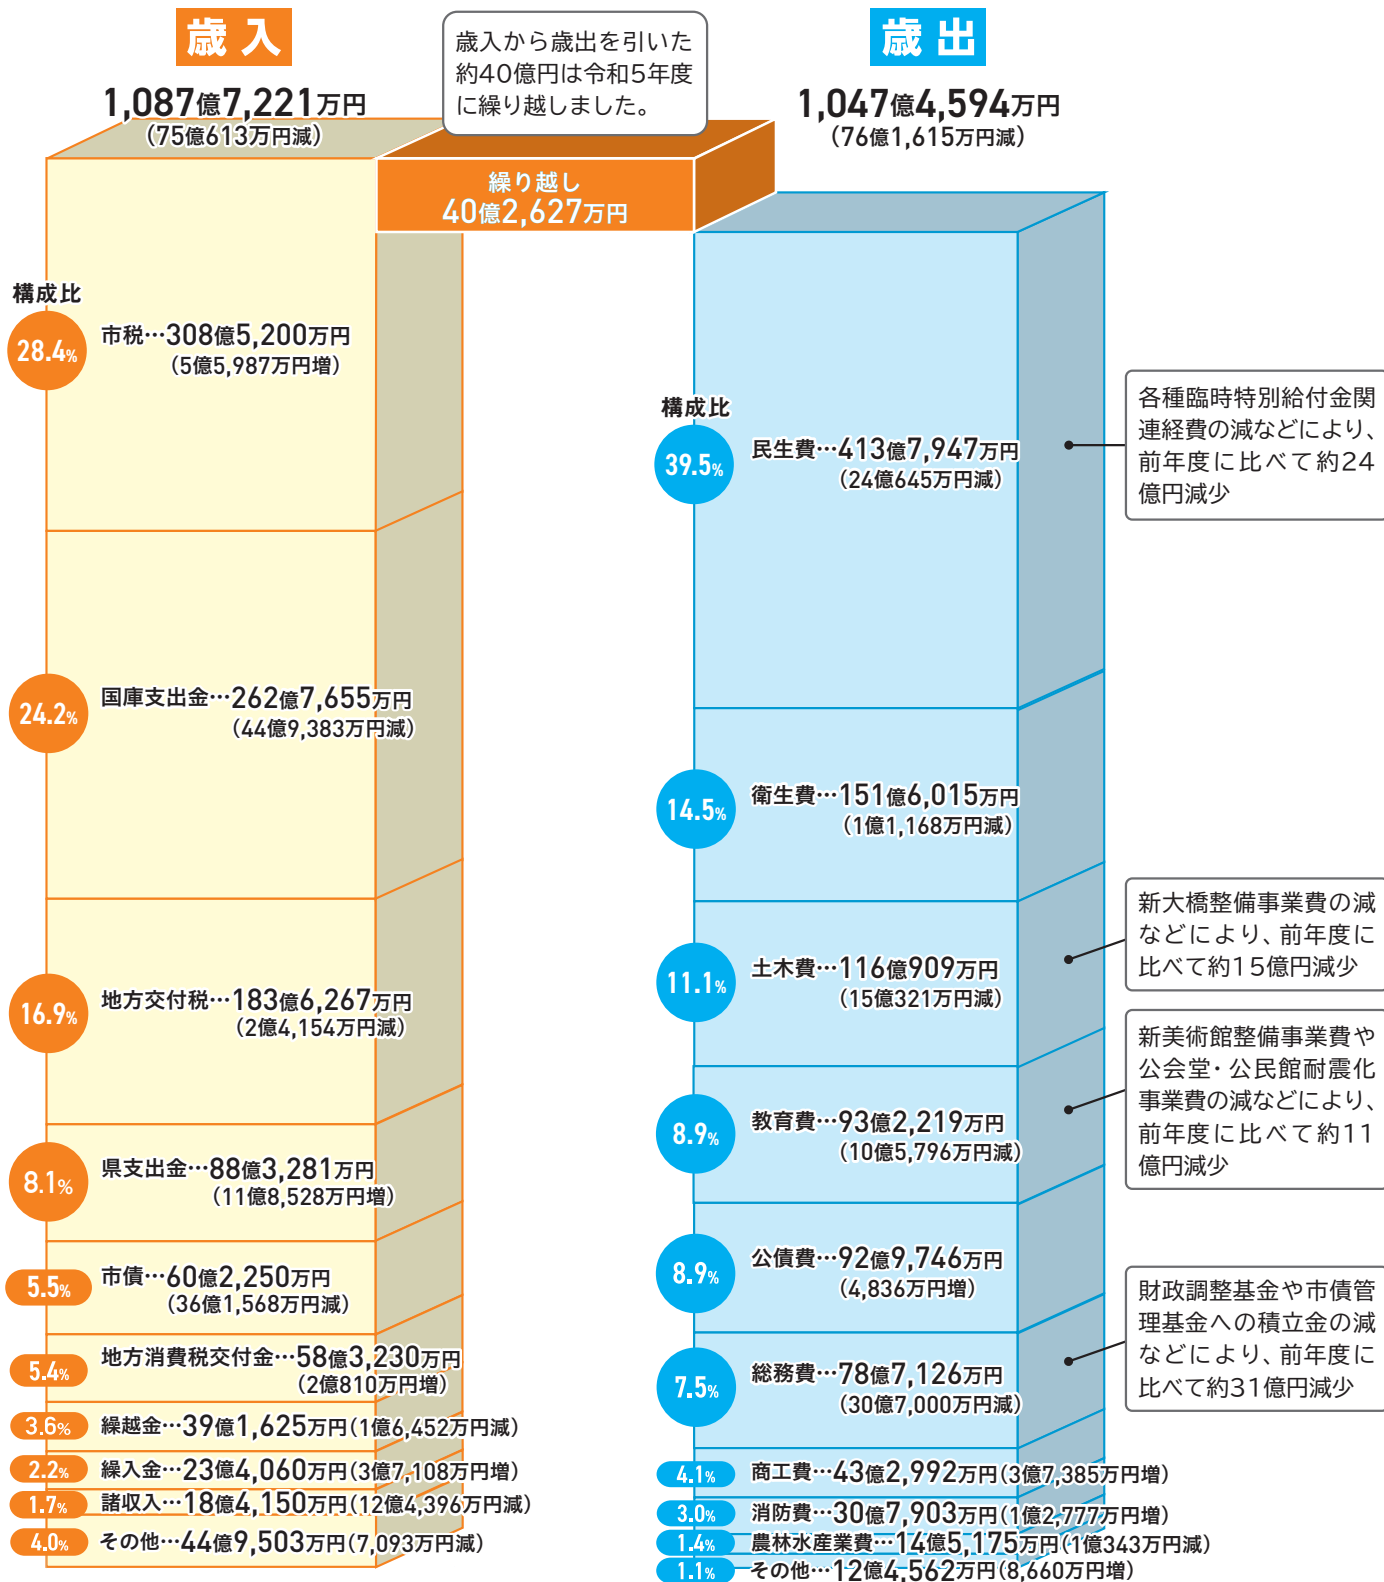 歳入
1,087億7,221万円
(75億613万円減)
歳入から歳出を引いた
約40億円は令和5年度
に繰り越しました。
繰り越し
40億2,627万円
構成比
28.4%
市税…308億5,200万円
(5億5,987万円増)
24.2%
国庫支出金…262億7,655万円
(44億9,383万円減)
16.9%
地方交付税…183億6,267万円
(2億4,154万円減)
8.1%
県支出金…88億3,281万円
(11億8,528万円増)
5.5%
市債…60億2,250万円
(36億1,568万円減)
5.4%
地方消費税交付金…58億3,230万円
(2億810万円増)
3.6%
繰越金…39億1,625万円(1億6,452万円減)
2.2%
繰入金…23億4,060万円(3億7,108万円増)
1.7%
諸収入…18億4,150万円(12億4,396万円減)
4.0%
その他…44億9,503万円(7,093万円減)
歳出
1,047億4,594万円
(76億1,615万円減)
構成比
39.5%
民生費…413億7,947万円
(24億645万円減)
各種臨時特別給付金関
連経費の減などにより、
前年度に比べて約24
億円減少
14.5%
衛生費…151億6,015万円
(1億1,168万円減)
11.1%
土木費…116億909万円
(15億321万円減)
新大橋整備事業費の減
などにより、前年度に
比べて約15億円減少
8.9%
教育費…93億2,219万円
(10億5,796万円減)
新美術館整備事業費や
公会堂・公民館耐震化
事業費の減などにより、
前年度に比べて約11
億円減少
8.9%
公債費…92億9,746万円
(4,836万円増)
7.5%
総務費…78億7,126万円
(30億7,000万円減)
財政調整基金や市債管
理基金への積立金の減
などにより、前年度に
比べて約31億円減少
4.1%
商工費…43億2,992万円(3億7,385万円増)
3.0%
消防費…30億7,903万円(1億2,777万円増)
1.4%
農林水産業費…14億5,175万円(1億343万円減)
1.1%
その他…12億4,562万円(8,660万円増)